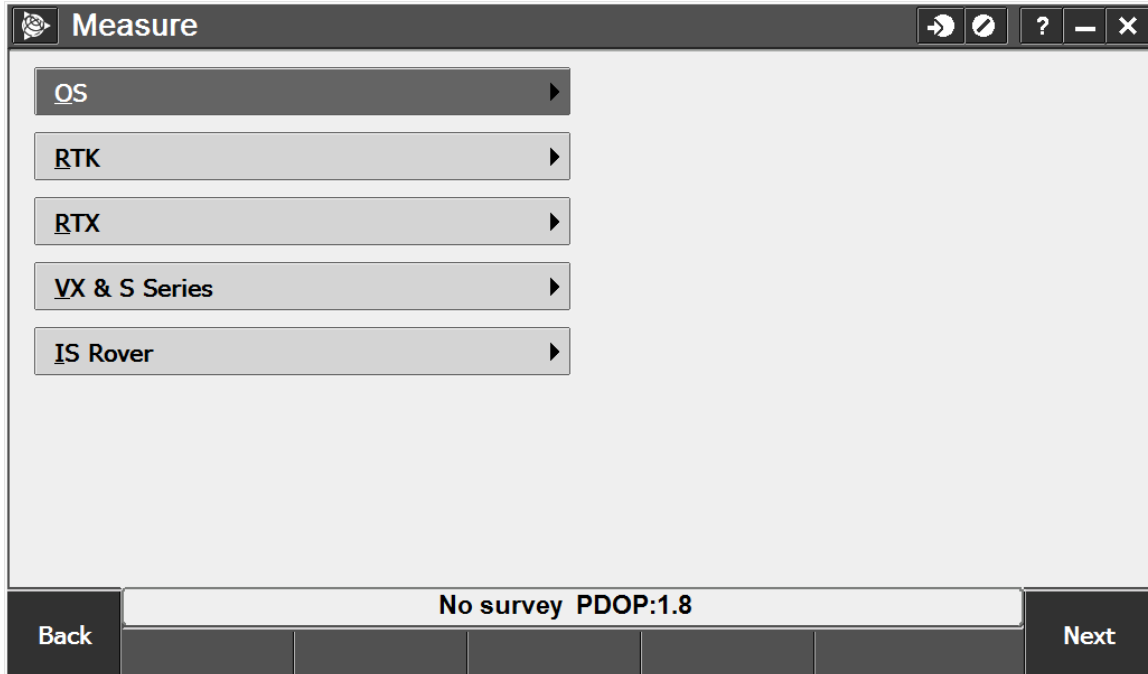 Measure
?
OS
RTK
RTX
VX & S Series
IS Rover
No survey PDOP:1.8
Back
Next